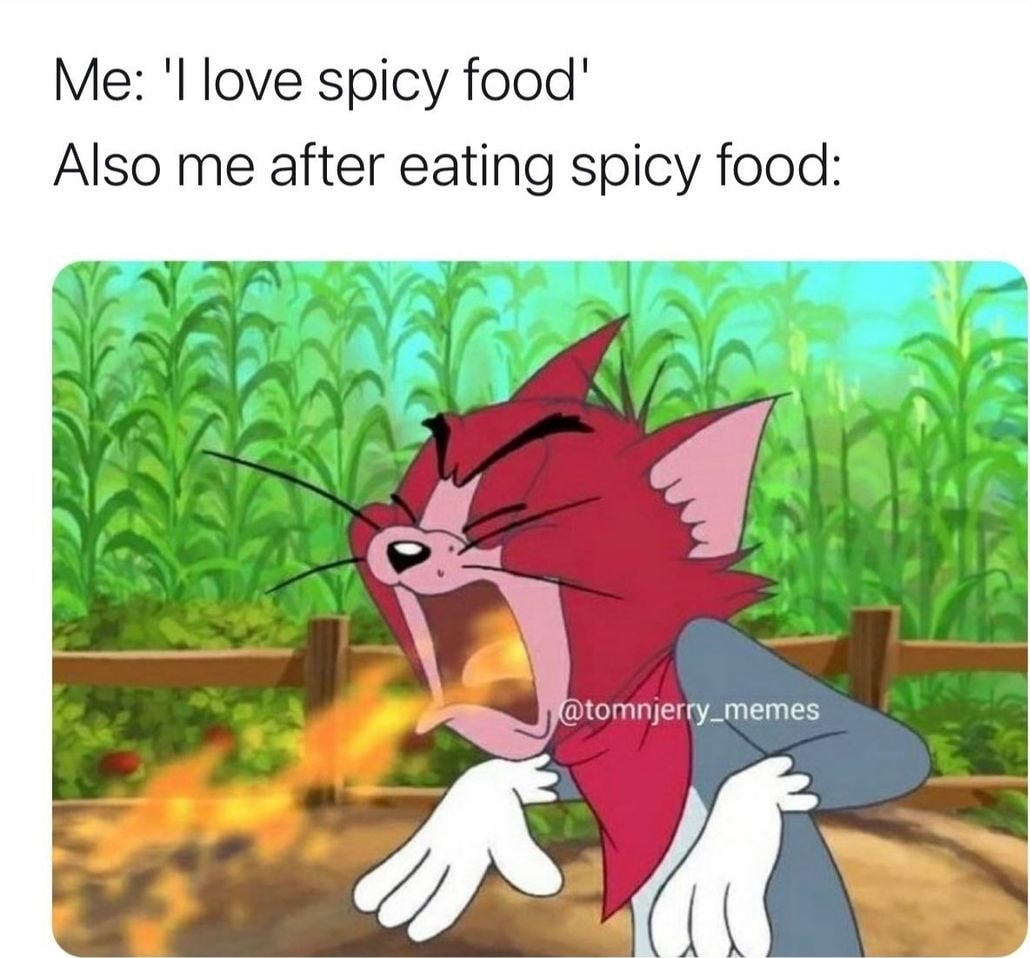 Me: 'I love spicy food'
Also me after eating spicy food:
@tomnjerry_memes